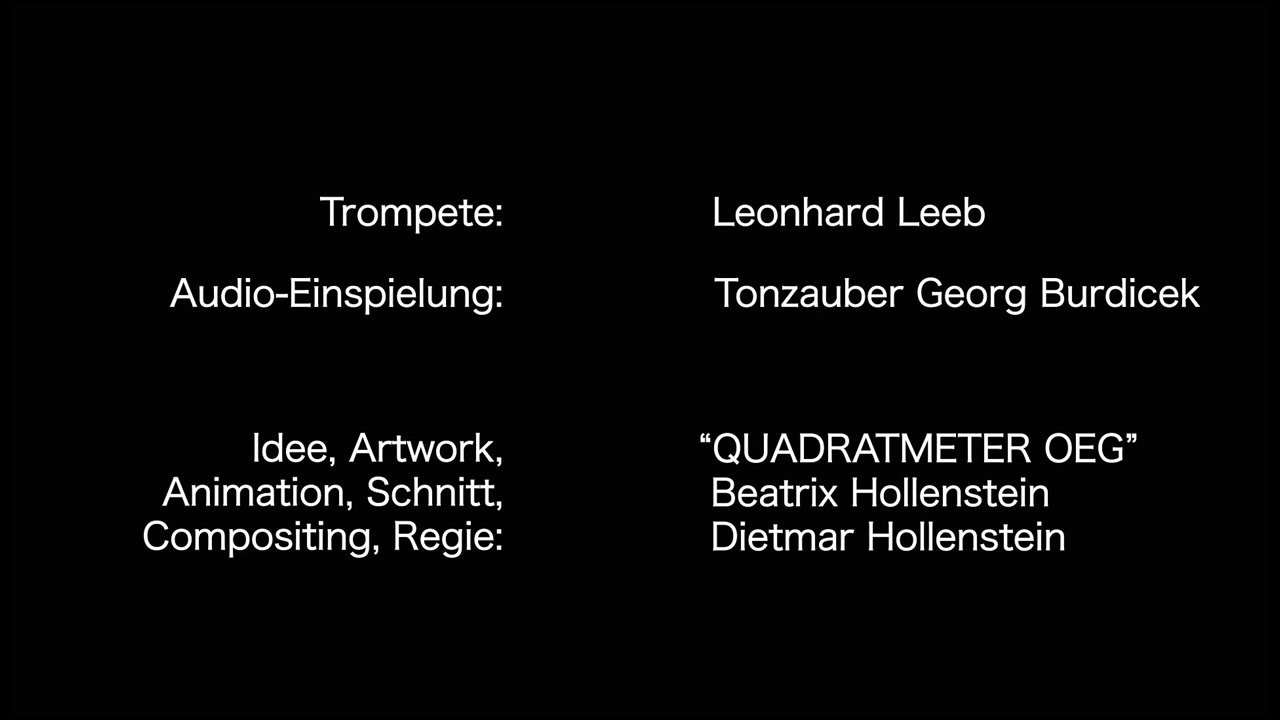 Trompete: Leonhard Leeb
Audio-Einspielung: Tonzauber Georg Burdicek
Idee, Artwork, “QUADRATMETER OEG”
Animation, Schnitt, Beatrix Hollenstein
Compositing, Regie: Dietmar Hollenstein